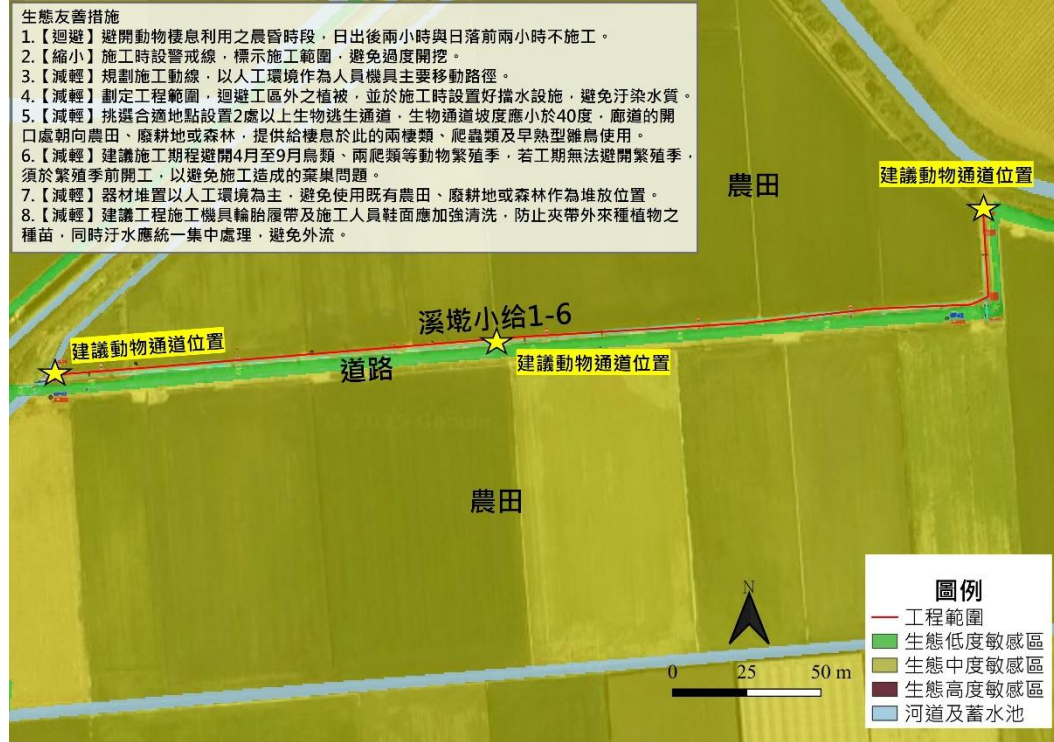 生態友善措施
1.【迴避】避開動物棲息利用之晨昏時段，日出後兩小時與日落前兩小時不施工。
2.【縮小】施工時設警戒線，標示施工範圍，避免過度開挖。
3.【減輕】規劃施工動線，以人工環境作為人員機具主要移動路徑。
4.【減輕】劃定工程範圍，迴避工區外之植被，並於施工時設置好擋水設施，避免汙染水質。
5.【減輕】挑選合適地點設置2處以上生物逃生通道，生物通道坡度應小於40度，廊道的開
口處朝向農田、廢耕地或森林，提供給棲息於此的兩棲類、爬蟲類及早熟型雛鳥使用。
6.【減輕】建議施工期程避開4月至9月鳥類、兩爬類等動物繁殖季，若工期無法避開繁殖季，
須於繁殖季前開工，以避免施工造成的棄巢問題。
7.【減輕】器材堆置以人工環境為主，避免使用既有農田、廢耕地或森林作為堆放位置。
8.【減輕】建議工程施工機具輪胎履帶及施工人員鞋面應加強清洗，防止夾帶外來種植物之
種苗，同時汙水應統一集中處理，避免外流。
農田
建議動物通道位置
溪墘小给1-6
建議動物通道位置
建議動物通道位置
道路
農田
圖例
工程範圍
生態低度敏感區
生態中度敏感區
生態高度敏感區
河道及蓄水池
N
0 25 50 m